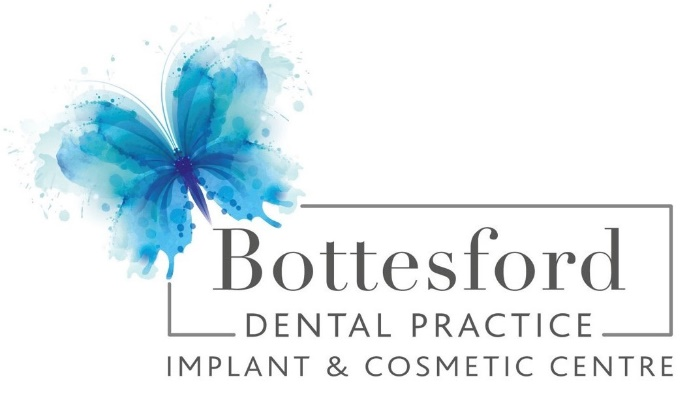 Bottesford
DENTAL PRACTICE
IMPLANT & COSMETIC CENTRE